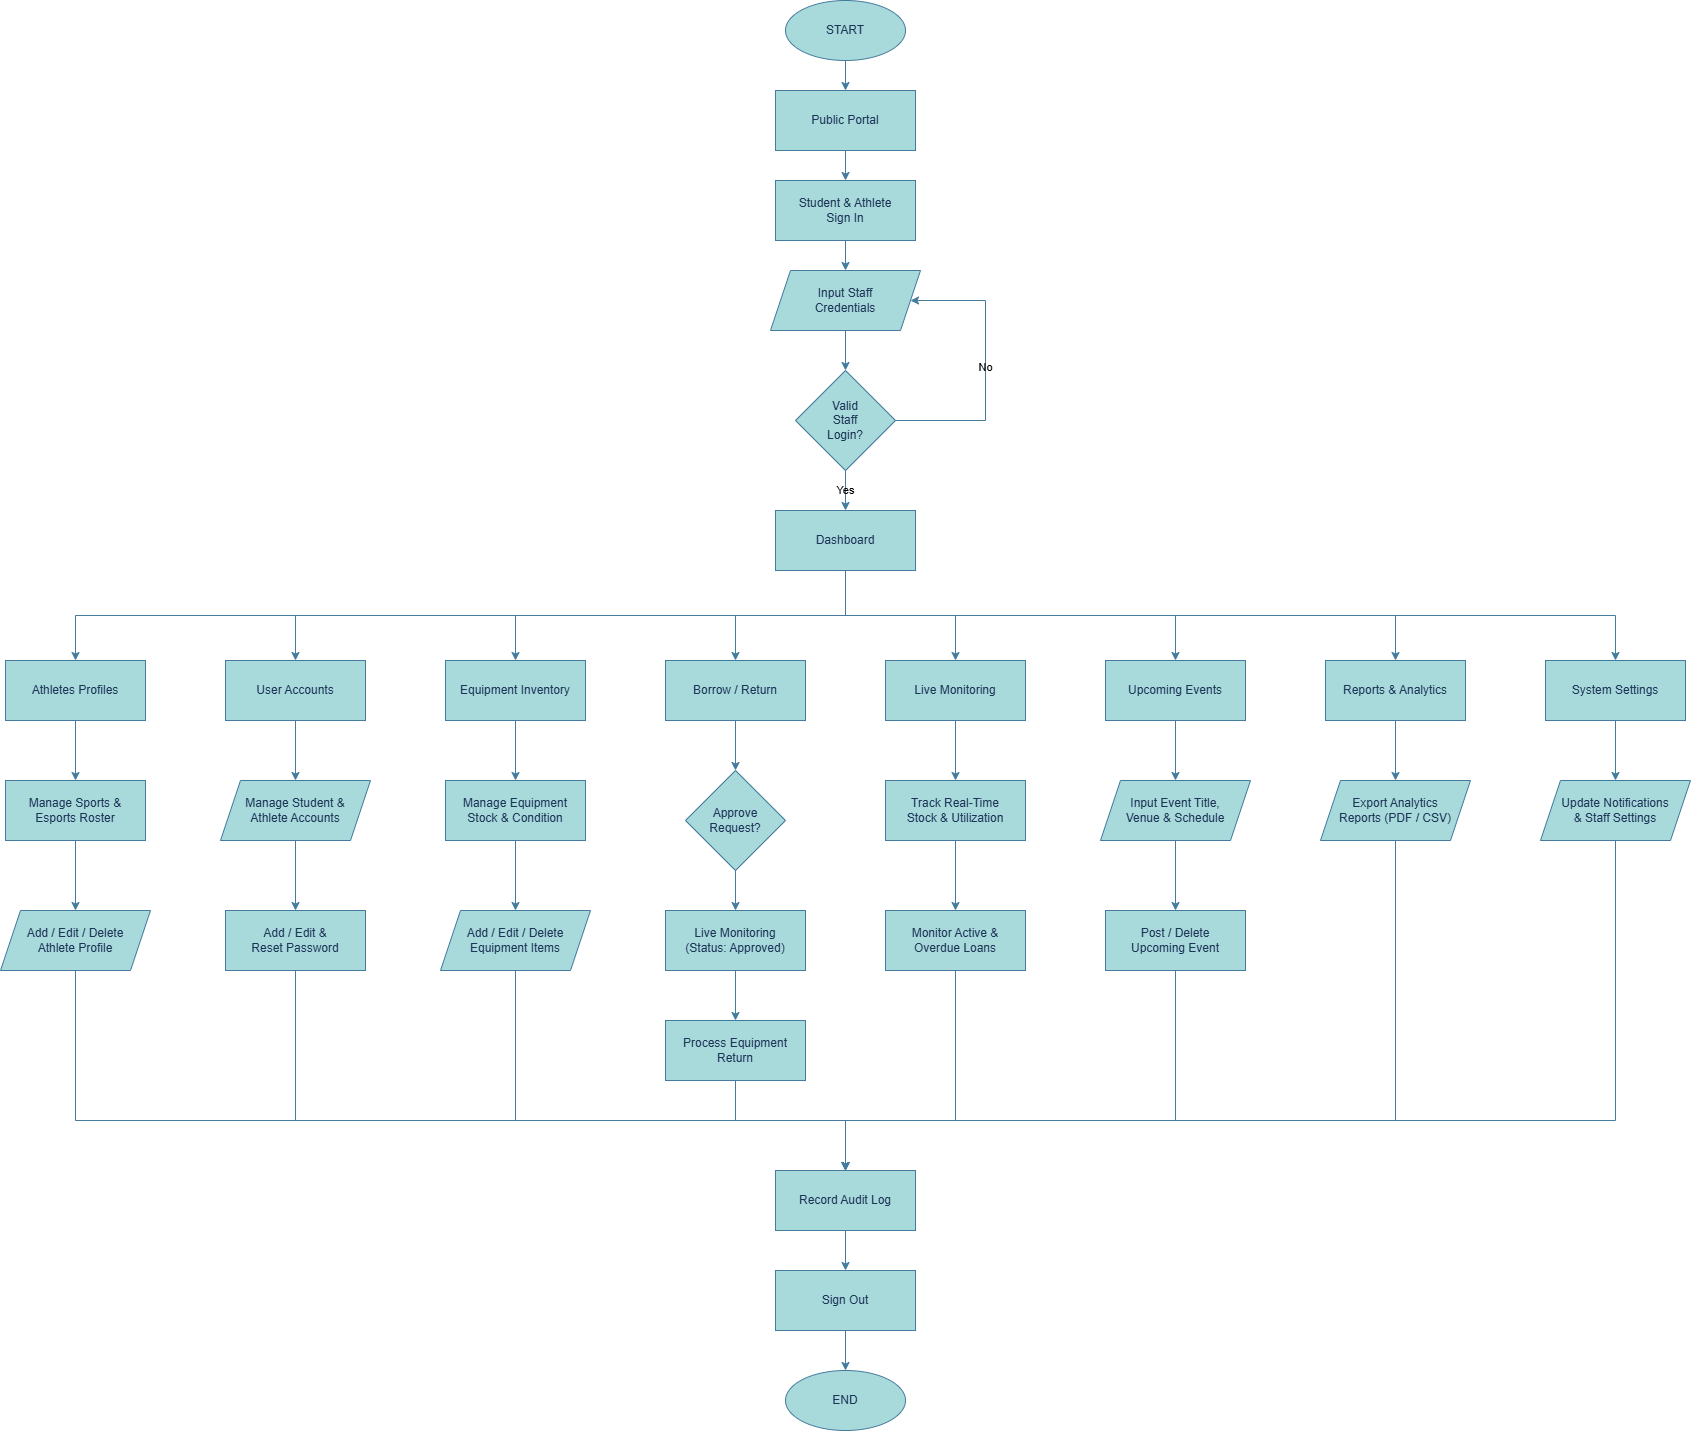 START
Public Portal
Student & Athlete
Sign In
Input Staff
Credentials
No
Valid
Staff
Login?
Yes
Dashboard
Athletes Profiles
User Accounts
Equipment Inventory
Borrow / Return
Live Monitoring
Upcoming Events
Reports & Analytics
System Settings
Manage Sports &
Esports Roster
Manage Student &
Athlete Accounts
Manage Equipment
Stock & Condition
Approve
Request?
Track Real-Time
Stock & Utilization
Input Event Title,
Venue & Schedule
Export Analytics
Reports (PDF / CSV)
Update Notifications
& Staff Settings
Add / Edit / Delete
Athlete Profile
Add / Edit &
Reset Password
Add / Edit / Delete
Equipment Items
Live Monitoring
(Status: Approved)
Monitor Active &
Overdue Loans
Post / Delete
Upcoming Event
Process Equipment
Return
Record Audit Log
Sign Out
END